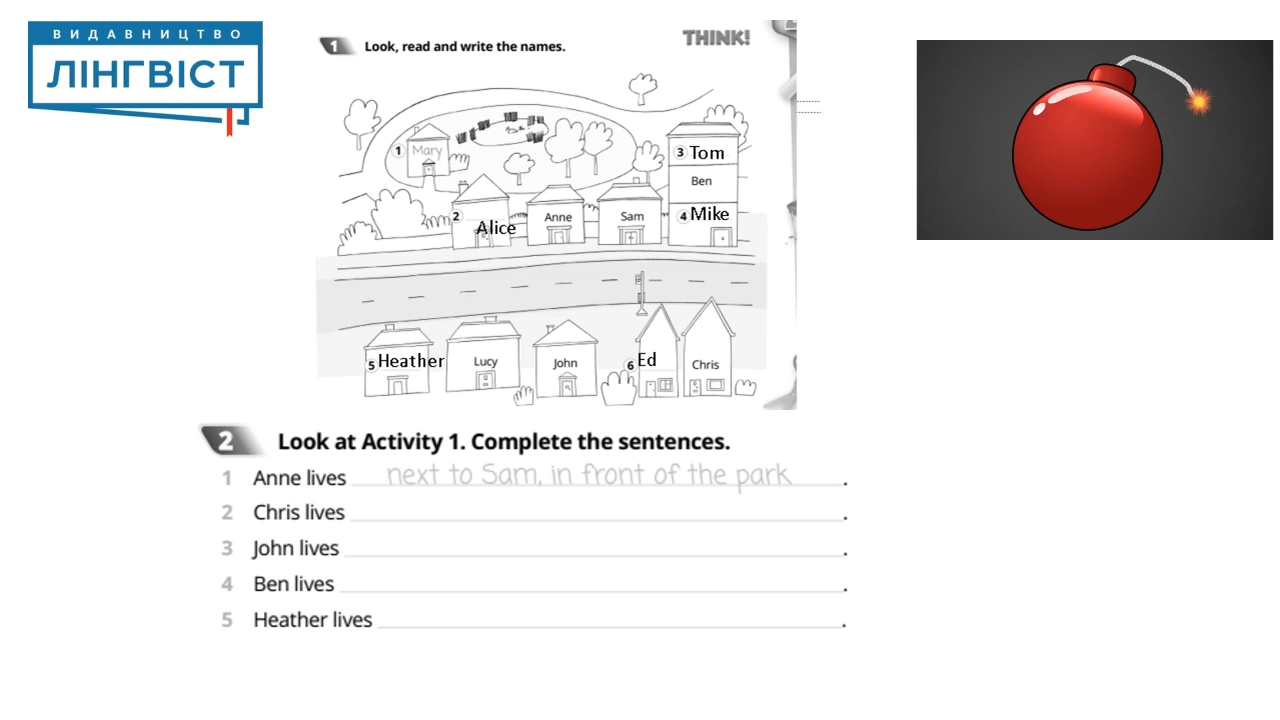 ВИДАВНИЦТВО
ЛІНГВІСТ
1 Look, read and write the names.
THINK!
1 Mary
3 Tom
Ben
2 Alice
Anne
Sam
4 Mike
5 Heather
Lucy
John
6 Ed
Chris
2 Look at Activity 1. Complete the sentences.
1 Anne lives next to Sam, in front of the park.
2 Chris lives .
3 John lives .
4 Ben lives .
5 Heather lives .